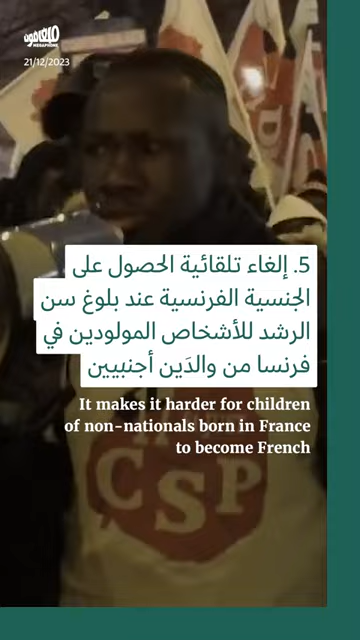 ميغافون
MEGAPHONE
21/12/2023
5. إلغاء تلقائية الحصول على
الجنسية الفرنسية عند بلوغ سن
الرشد للأشخاص المولودين في
فرنسا من والدَين أجنبيين
It makes it harder for children
of non-nationals born in France
to become French
CSP